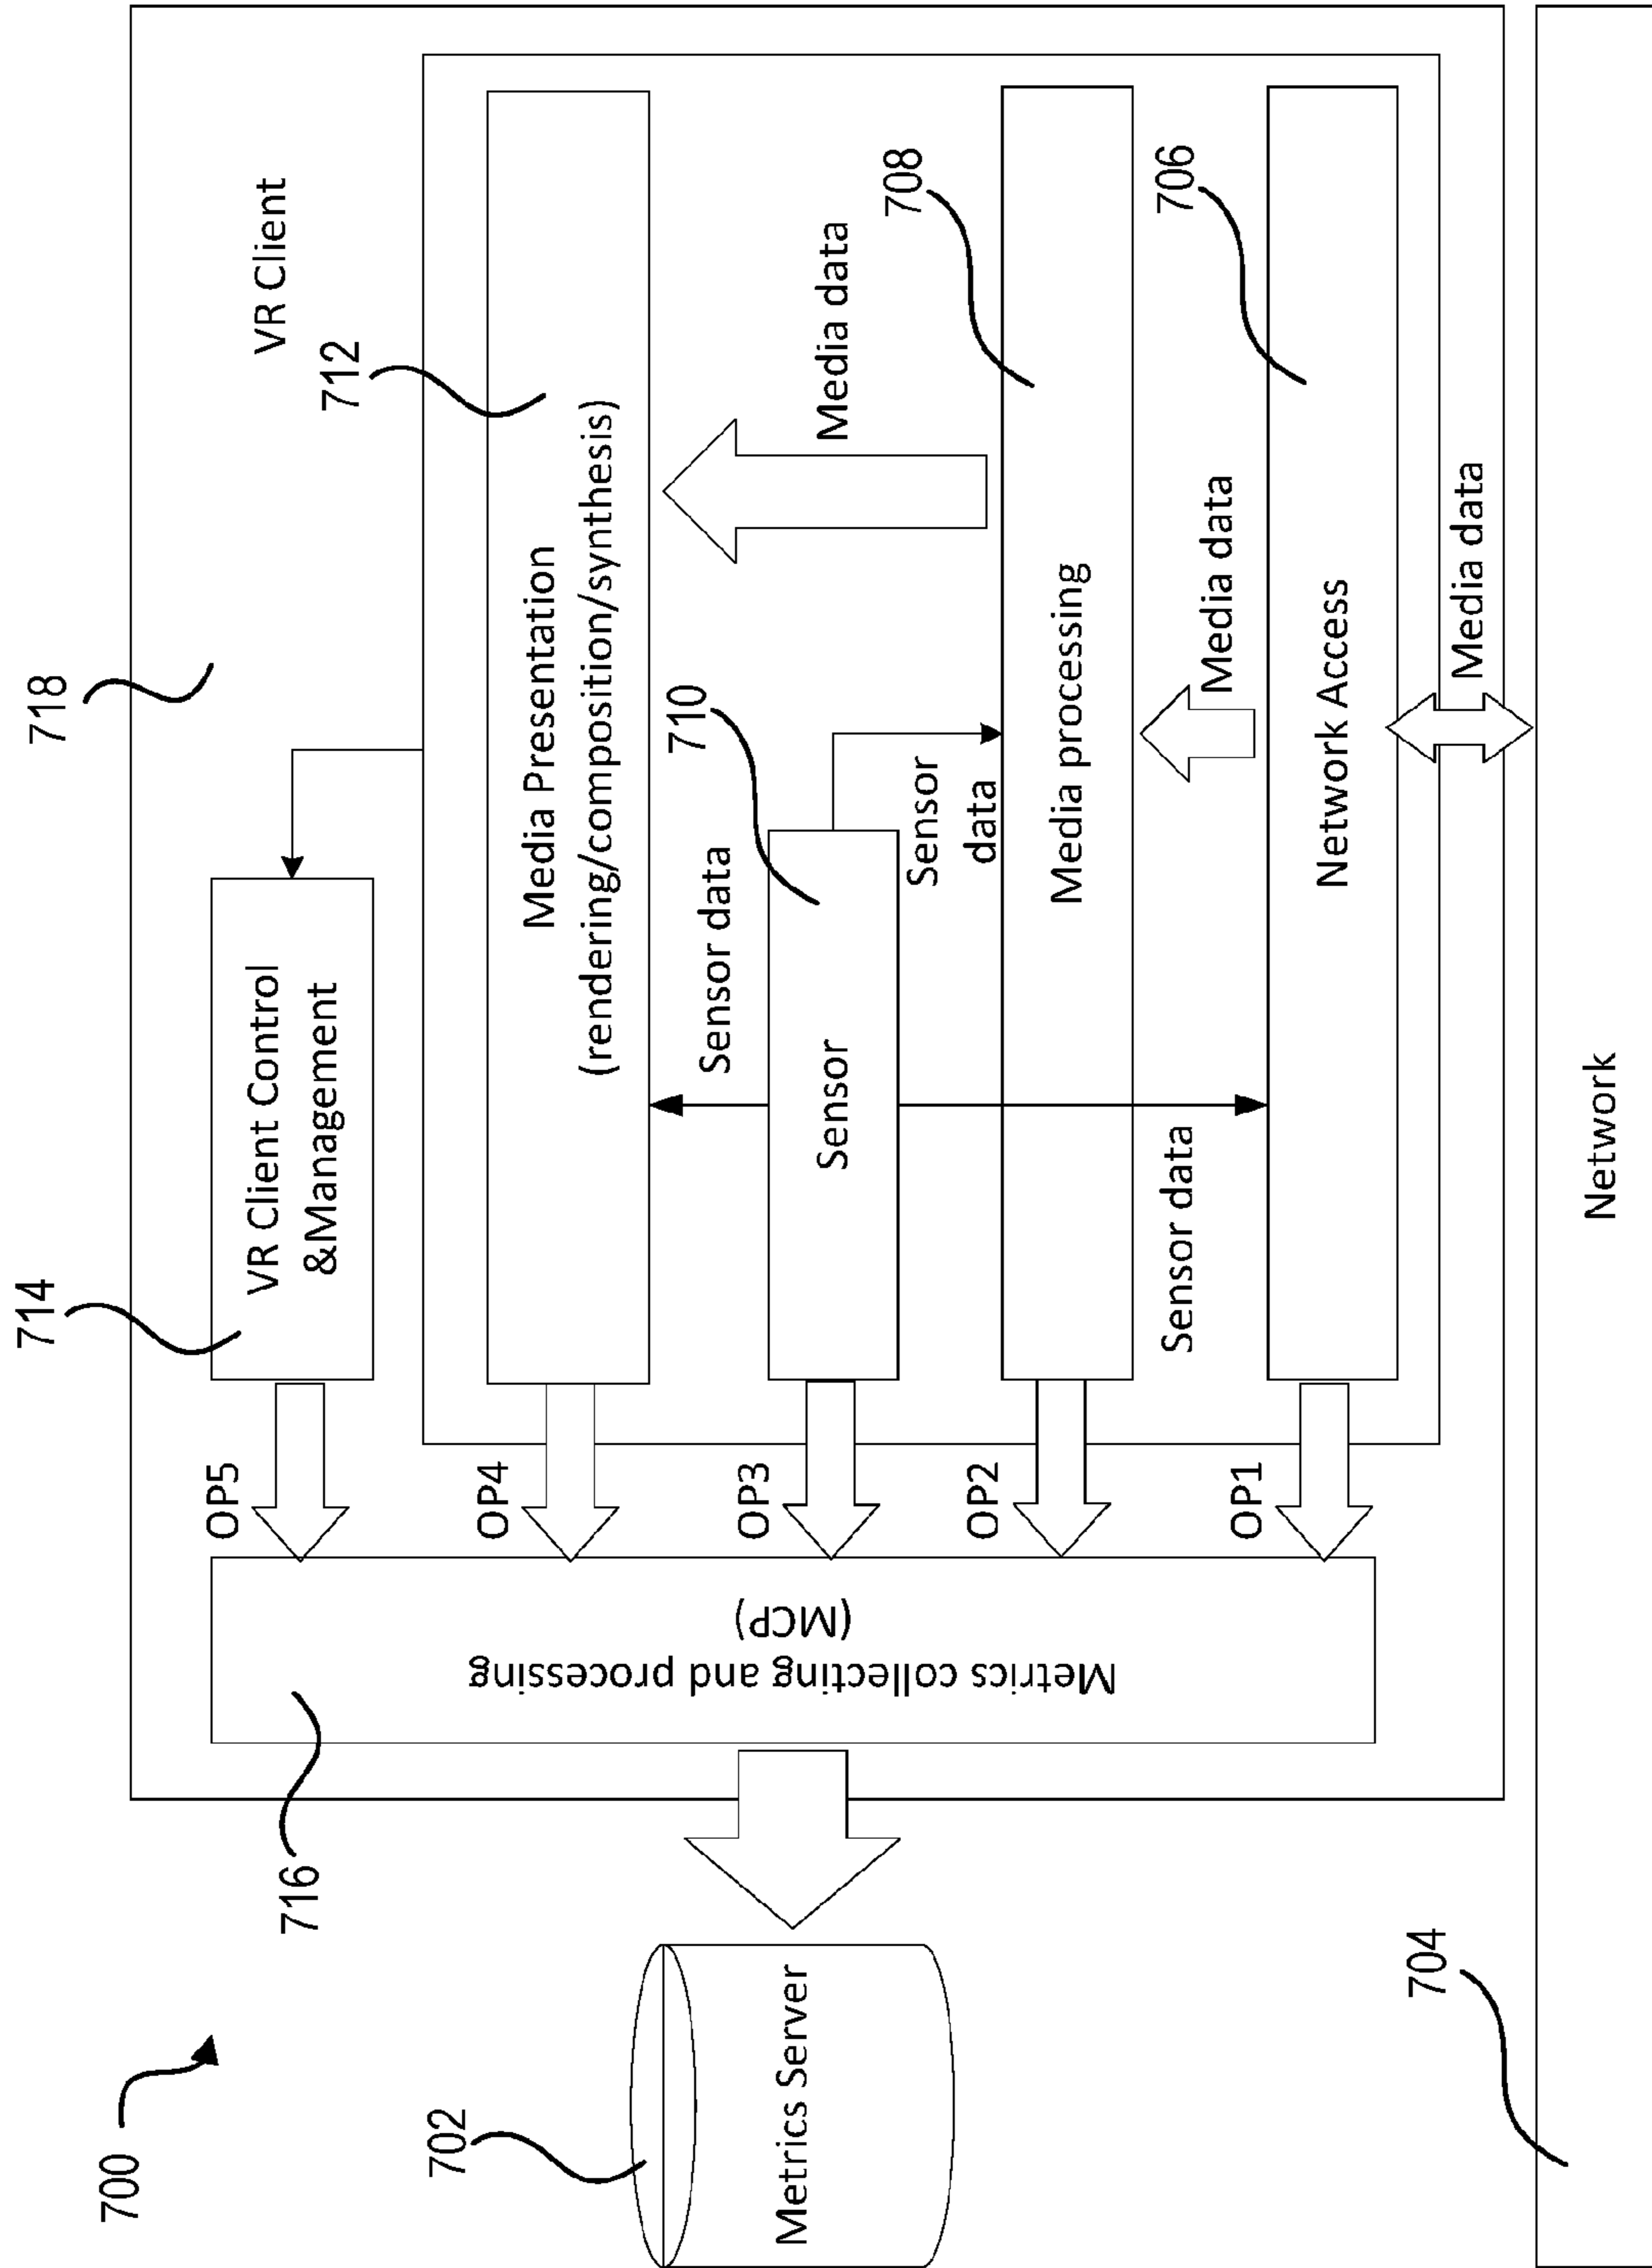 700
702
Metrics Server
704
716
Metrics collecting and processing
(MCP)
718
VR Client
714
VR Client Control
&Management
OP5
OP4
OP3
OP2
OP1
712
Media Presentation
(rendering/composition/synthesis)
Sensor data
710
Sensor
Sensor
data
Media data
708
Media processing
Sensor data
Media data
706
Network Access
Media data
Network